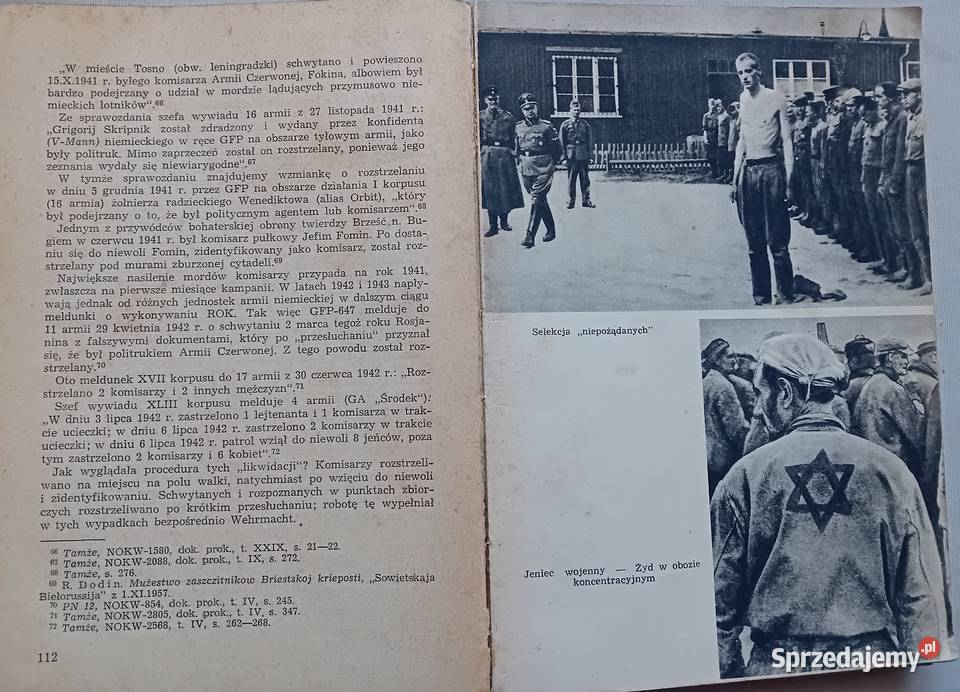 „W mieście Tosno (obw. leningradzki) schwytano i powieszono
15.X.1941 r. byłego komisarza Armii Czerwonej, Fokina, albowiem był
bardzo podejrzany o udział w mordzie lądujących przymusowo nie-
mieckich lotników“.66
Ze sprawozdania szefa wywiadu 16 armii z 27 listopada 1941 r.:
„Grigorij Skripnik został zdradzony i wydany przez konfidenta
(V-Mann) niemieckiego w ręce GFP na obszarze tyłowym armii, jako
były politruk. Mimo zaprzeczeń został on rozstrzelany, ponieważ jego
zeznania wydały się niewiarygodne“.67
W tymże sprawozdaniu znajdujemy wzmiankę o rozstrzelaniu
w dniu 5 grudnia 1941 r. przez GFP na obszarze działania I korpusu
(16 armia) żołnierza radzieckiego Wenediktowa (alias Orbit), „który
był podejrzany o to, że był politycznym agentem lub komisarzem“.68
Jednym z przywódców bohaterskiej obrony twierdzy Brześć n. Bu-
giem w czerwcu 1941 r. był komisarz pułkowy Jefim Fomin. Po dosta-
niu się do niewoli Fomin, zidentyfikowany jako komisarz, został roz-
strzelany pod murami zburzonej cytadeli.69
Największe nasilenie mordów komisarzy przypada na rok 1941,
zwłaszcza na pierwsze miesiące kampanii. W latach 1942 i 1943 napły-
wają jednak od różnych jednostek armii niemieckiej w dalszym ciągu
meldunki o wykonywaniu ROK. Tak więc GFP-647 melduje do
11 armii 29 kwietnia 1942 r. o schwytaniu 2 marca tegoż roku Rosja-
nina z fałszywymi dokumentami, który po „przesłuchaniu“ przyznał
się, że był politrukiem Armii Czerwonej. Z tego powodu został roz-
strzelany.70
Oto meldunek XVII korpusu do 17 armii z 30 czerwca 1942 r.: „Roz-
strzelano 2 komisarzy i 2 innych mężczyzn“.71
Szef wywiadu XLIII korpusu melduje 4 armii (GA „Środek“):
„W dniu 3 lipca 1942 r. zastrzelono 1 lejtenanta i 1 komisarza w trak-
cie ucieczki; w dniu 6 lipca 1942 r. zastrzelono 2 komisarzy w trakcie
ucieczki; w dniu 6 lipca 1942 r. patrol wziął do niewoli 8 jeńców, poza
tym zastrzelono 2 komisarzy i 6 kobiet“.72
Jak wyglądała procedura tych „likwidacji“? Komisarzy rozstrzeli-
wano na miejscu na polu walki, natychmiast po wzięciu do niewoli
i zidentyfikowaniu. Schwytanych i rozpoznanych w punktach zbior-
czych rozstrzeliwano po krótkim przesłuchaniu; robotę tę wypełniał
w tych wypadkach bezpośrednio Wehrmacht.
66 Tamże, NOKW-1580, dok. prok., t. XXIX, s. 21—22.
67 Tamże, NOKW-2088, dok. prok., t. IX, s. 272.
68 Tamże, s. 276.
69 R. Dodin. Mużestwo zaszczitnikow Briestskoj krieposti, „Sowietskaja
Biełorussija“ z 1.XI.1957.
70 PN 12, NOKW-854, dok. prok., t. IV, s. 245.
71 Tamże, NOKW-2805, dok. prok., t. IV, s. 347.
72 Tamże, NOKW-2568, t. IV, s. 262—268.
112
Selekcja „niepożądanych“
Jeniec wojenny — Żyd w obozie
koncentracyjnym
Sprzedajemy.pl